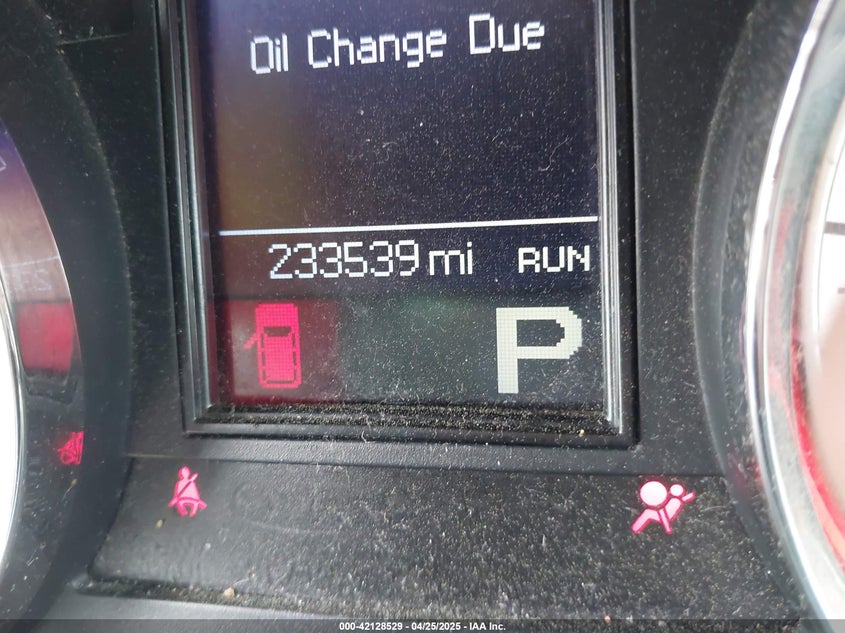 Oil Change Due
233539 mi RUN
P
000-42128529 - 04/25/2025 - IAA Inc.